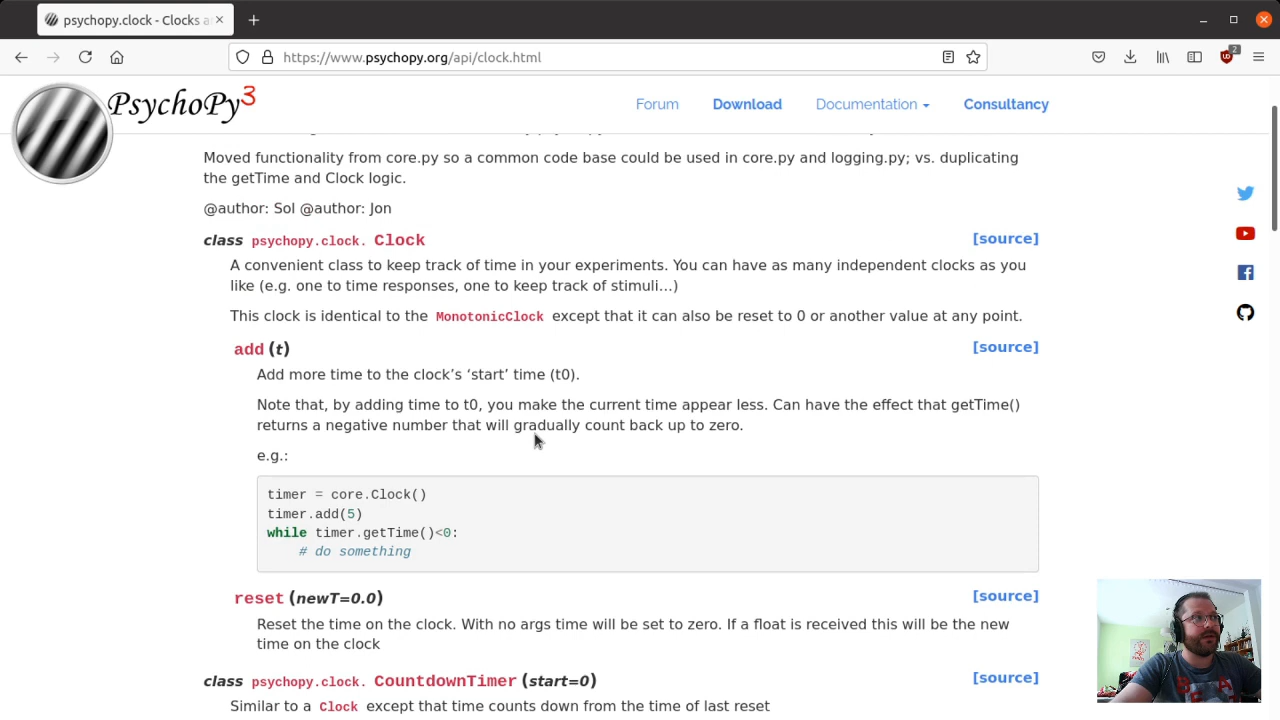 psychopy.clock - Clocks a
https://www.psychopy.org/api/clock.html
2
PsychoPy3
Forum
Download
Documentation
Consultancy
Moved functionality from core.py so a common code base could be used in core.py and logging.py; vs. duplicating
the getTime and Clock logic.
@author: Sol @author: Jon
class psychopy.clock. Clock [source]
A convenient class to keep track of time in your experiments. You can have as many independent clocks as you
like (e.g. one to time responses, one to keep track of stimuli…)
This clock is identical to the MonotonicClock except that it can also be reset to 0 or another value at any point.
add (t) [source]
Add more time to the clock’s ‘start’ time (t0).
Note that, by adding time to t0, you make the current time appear less. Can have the effect that getTime()
returns a negative number that will gradually count back up to zero.
e.g.:
timer = core.Clock()
timer.add(5)
while timer.getTime()<0:
# do something
reset (newT=0.0) [source]
Reset the time on the clock. With no args time will be set to zero. If a float is received this will be the new
time on the clock
class psychopy.clock. CountdownTimer (start=0) [source]
Similar to a Clock except that time counts down from the time of last reset